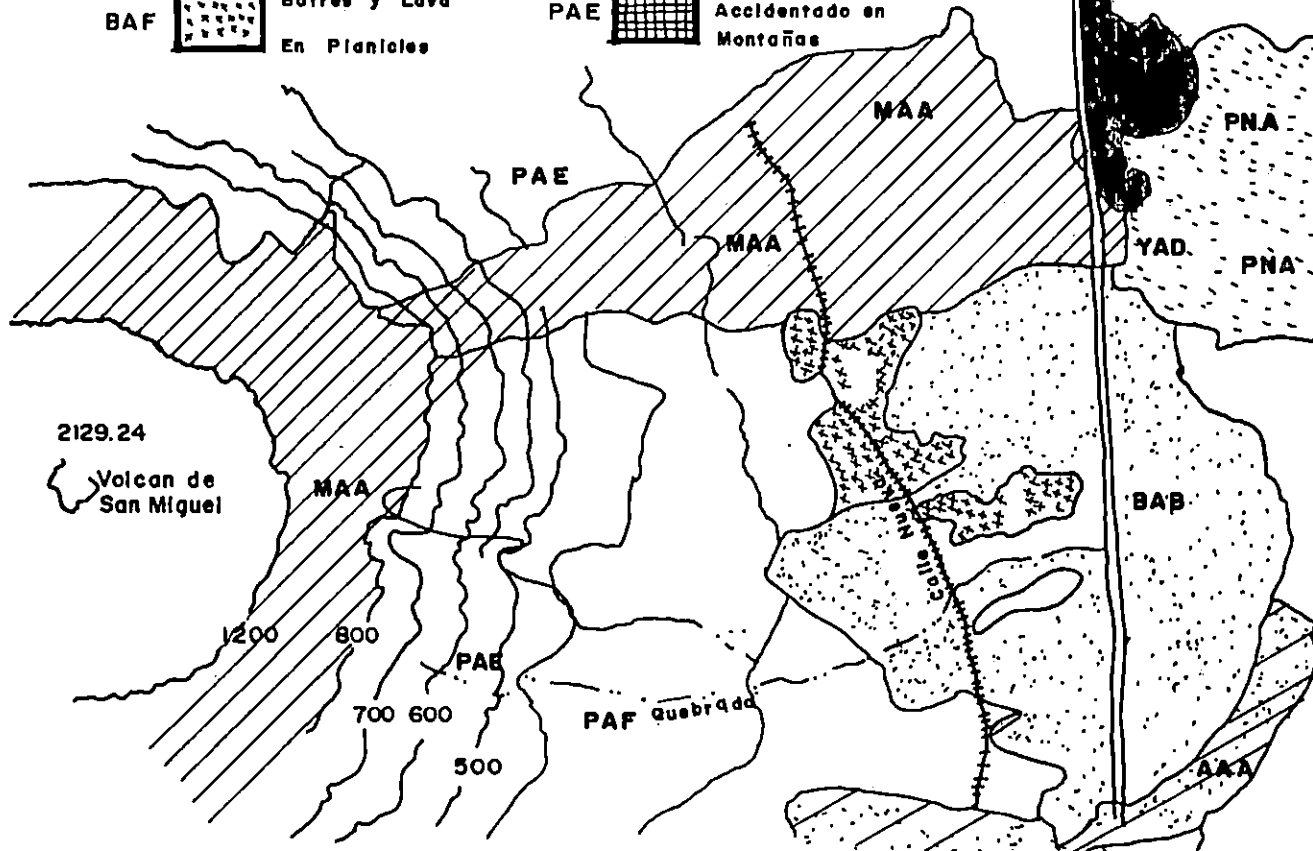 BAF
y Lava
En Planicies
PAE
Accidentado en
Montañas
MAA
PNA
PAE
MAA
YAD
PNA
2129.24
Volcan de
San Miguel
MAA
BAB
Calle Nueva
1200
800
PAE
700
600
PAF
Quebrada
500
AAA